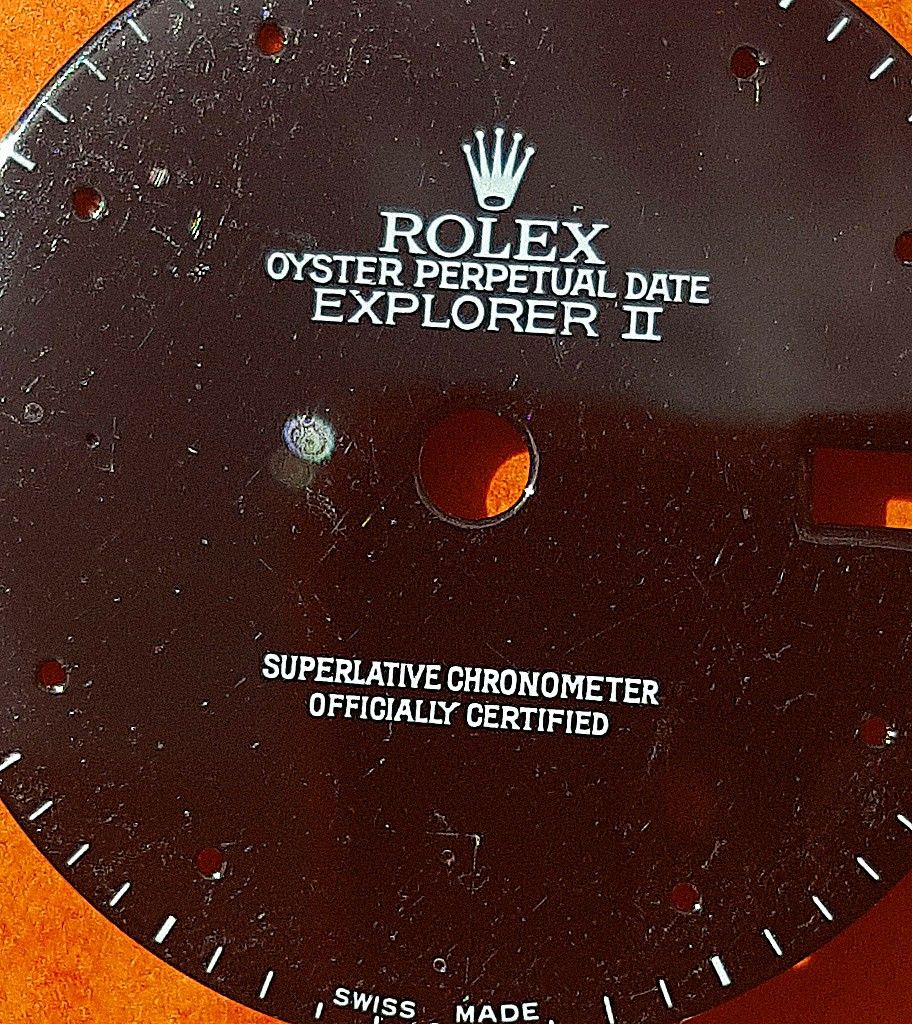 ROLEX
OYSTER PERPETUAL DATE
EXPLORER II
SUPERLATIVE CHRONOMETER
OFFICIALLY CERTIFIED
SWISS MADE